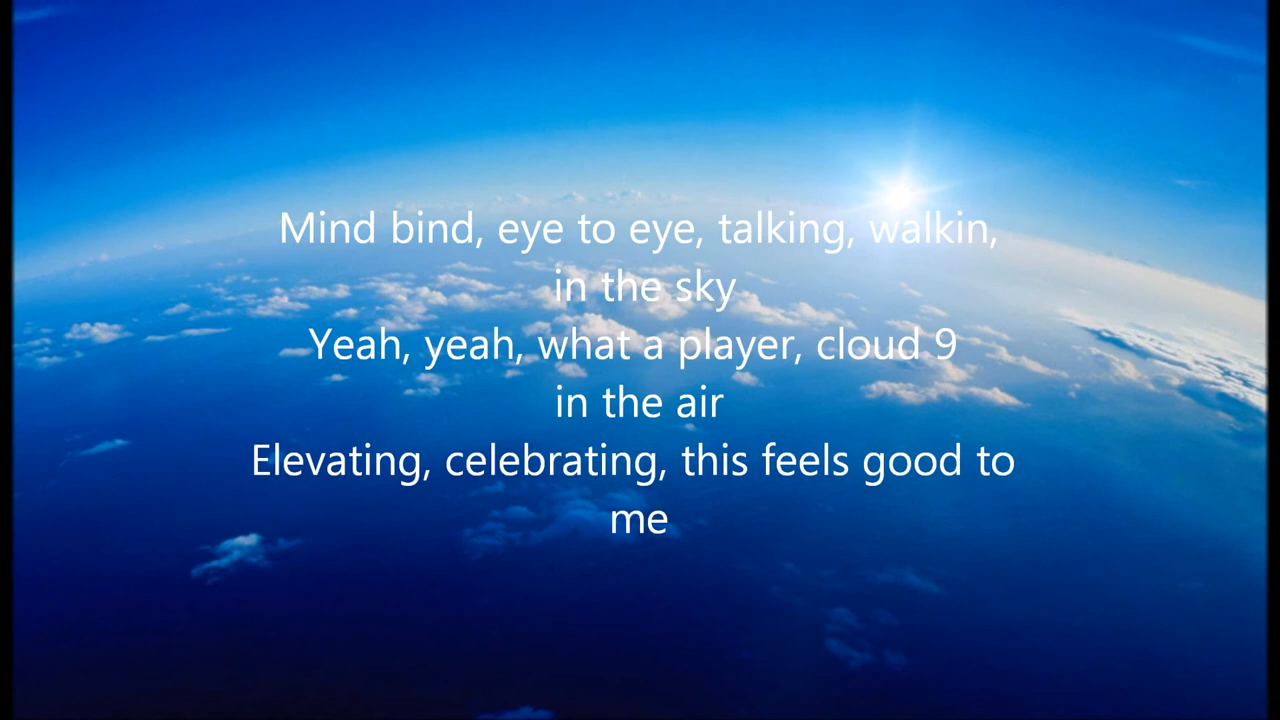 Mind bind, eye to eye, talking, walkin,
in the sky
Yeah, yeah, what a player, cloud 9
in the air
Elevating, celebrating, this feels good to
me